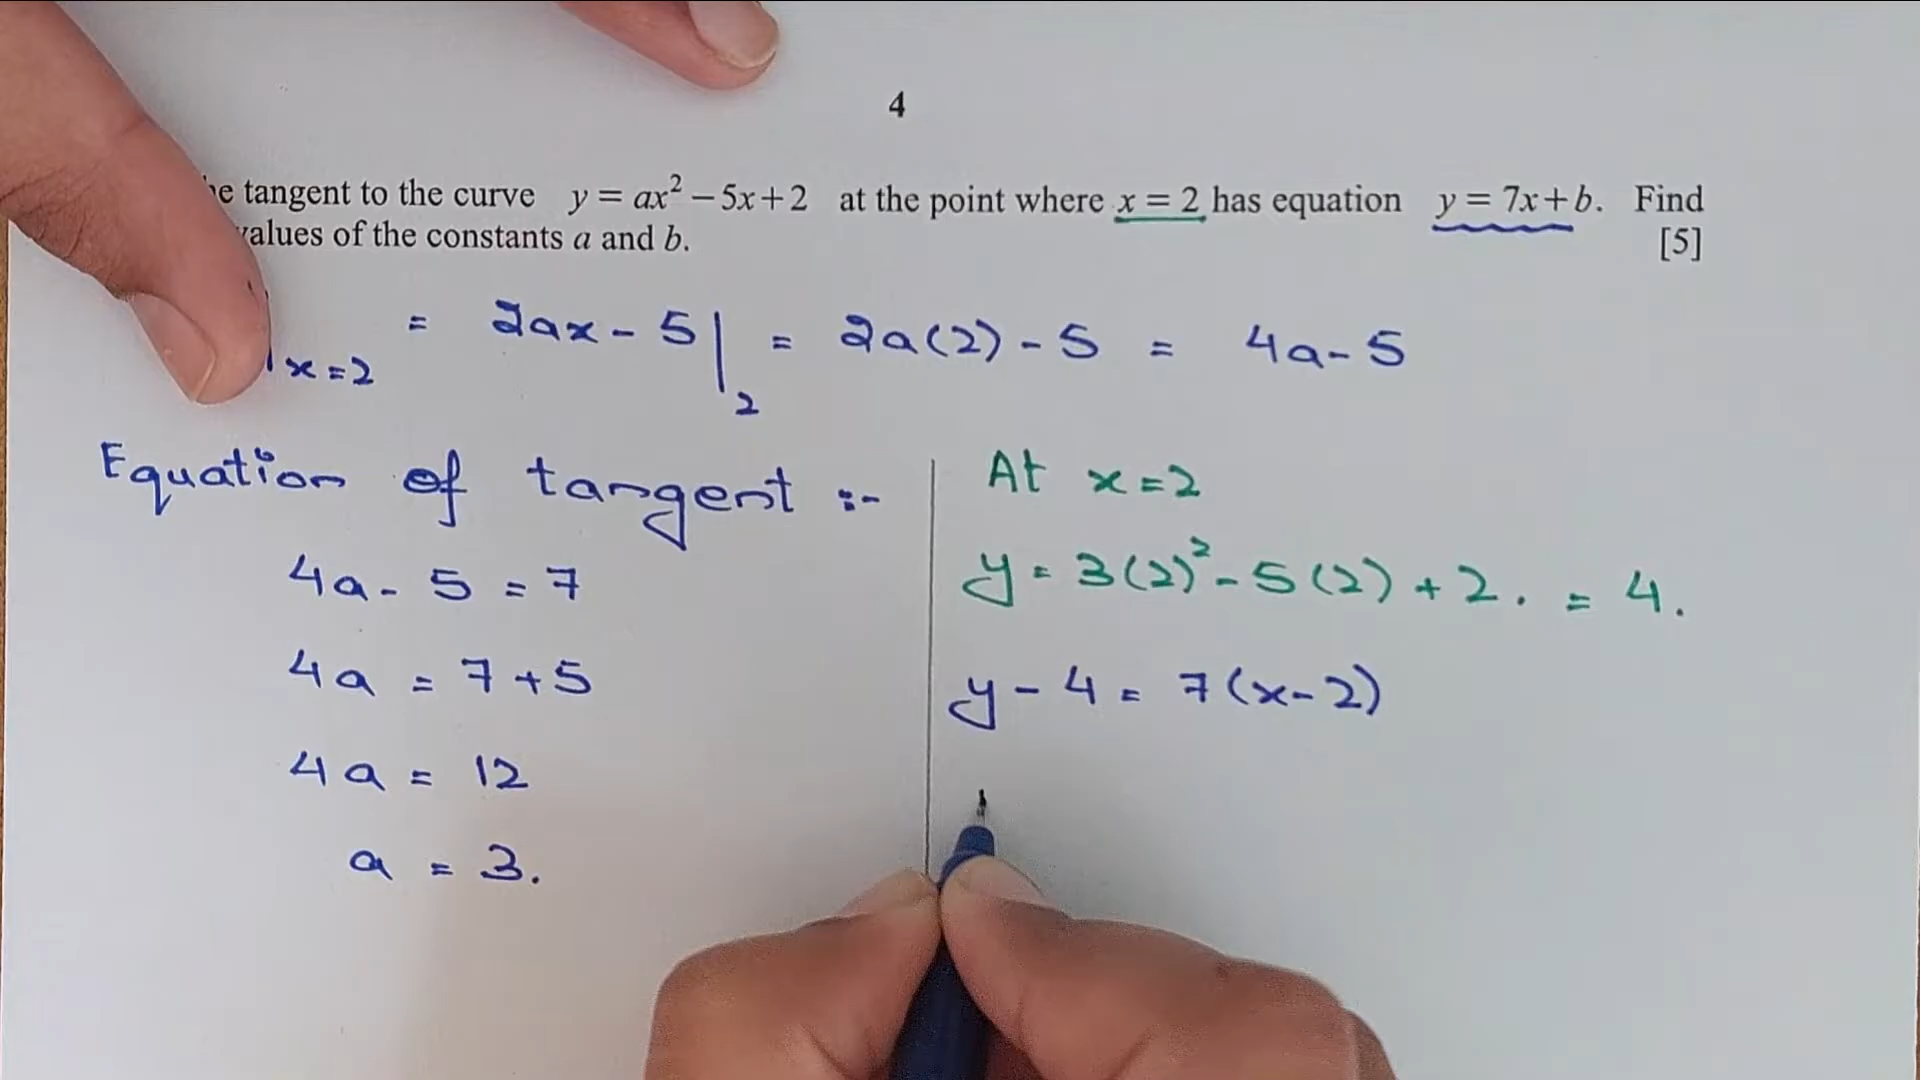 4
e tangent to the curve y = ax² − 5x + 2 at the point where x = 2 has equation y = 7x + b. Find
values of the constants a and b. [5]
x = 2 = 2ax - 5 |₂ = 2a(2) - 5 = 4a - 5
Equation of tangent :-
4a - 5 = 7
4a = 7 + 5
4a = 12
a = 3.
At x = 2
y = 3(2)² - 5(2) + 2. = 4.
y - 4 = 7(x - 2)